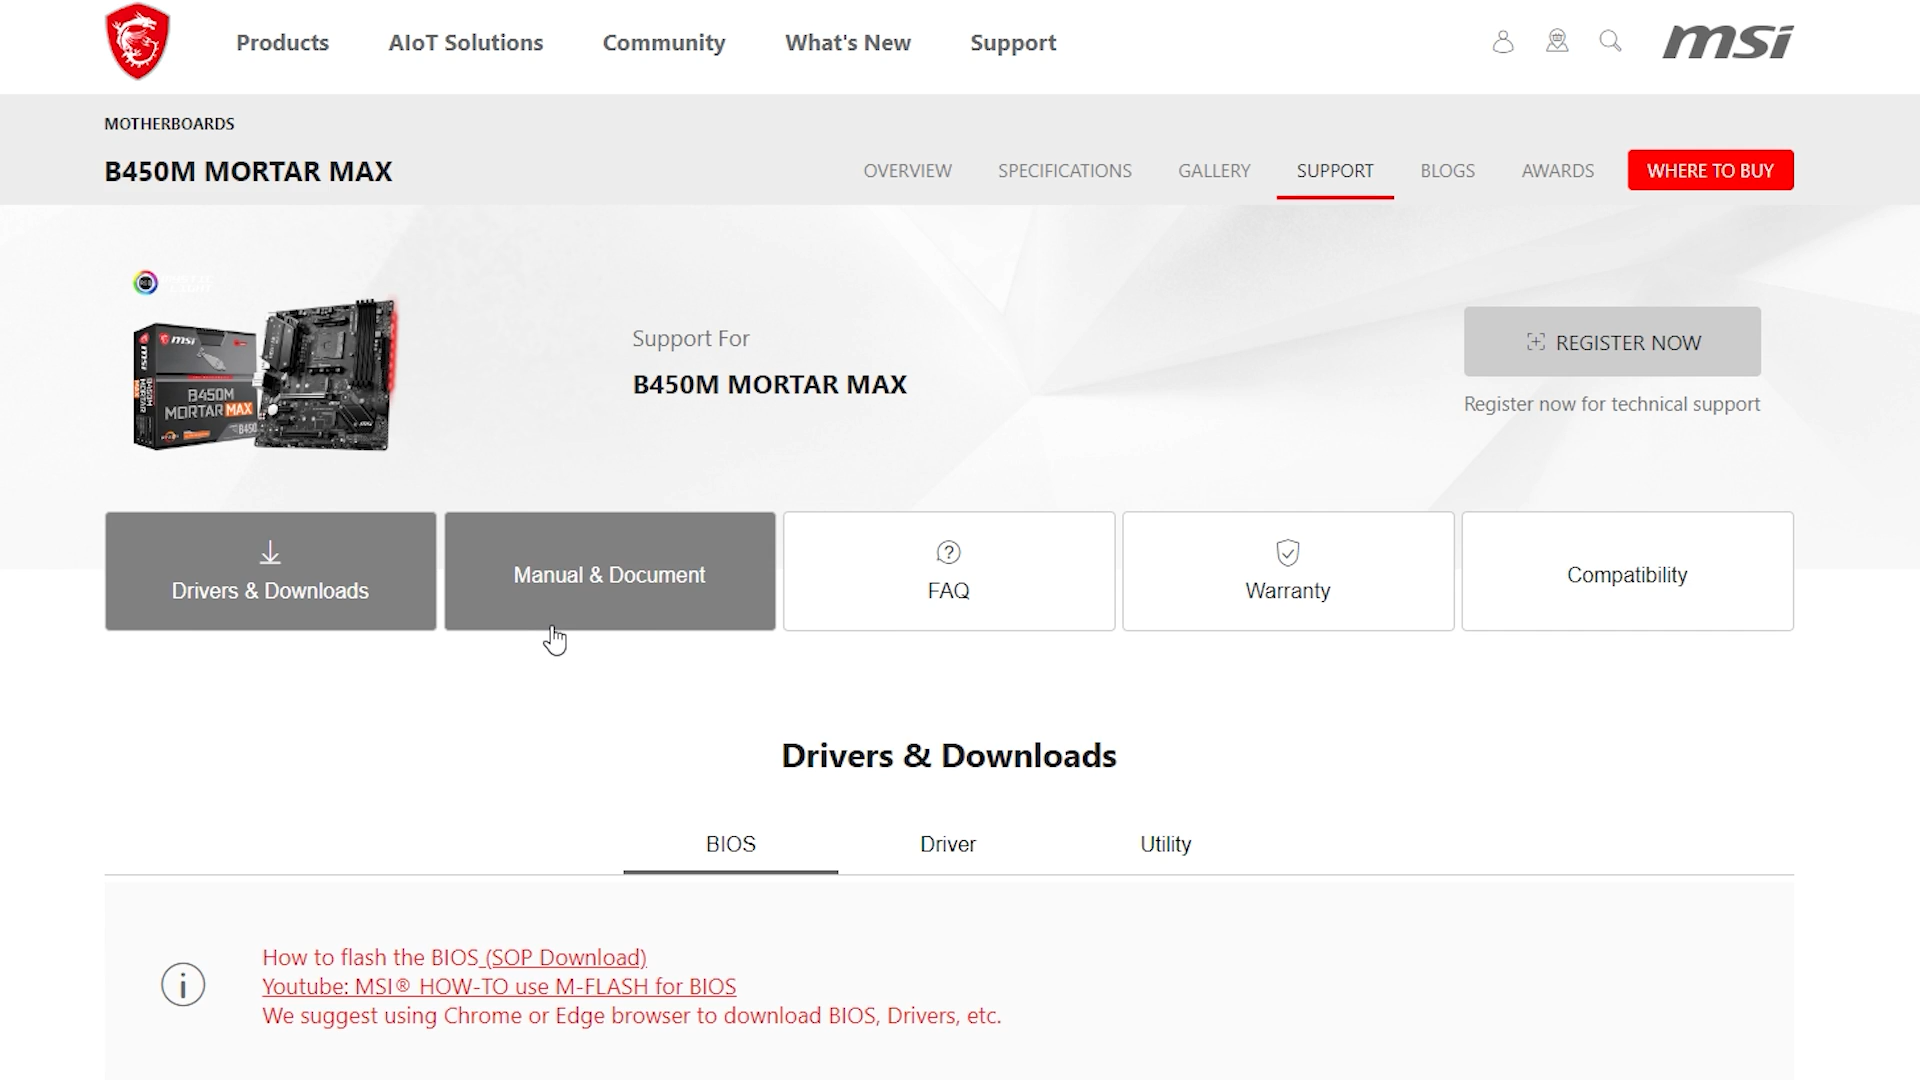 Products
AIoT Solutions
Community
What's New
Support
msi
MOTHERBOARDS
B450M MORTAR MAX
OVERVIEW
SPECIFICATIONS
GALLERY
SUPPORT
BLOGS
AWARDS
WHERE TO BUY
msi
B450M
MORTAR MAX
Support For
B450M MORTAR MAX
REGISTER NOW
Register now for technical support
Drivers & Downloads
Manual & Document
FAQ
Warranty
Compatibility
Drivers & Downloads
BIOS
Driver
Utility
How to flash the BIOS (SOP Download)
Youtube: MSI® HOW-TO use M-FLASH for BIOS
We suggest using Chrome or Edge browser to download BIOS, Drivers, etc.